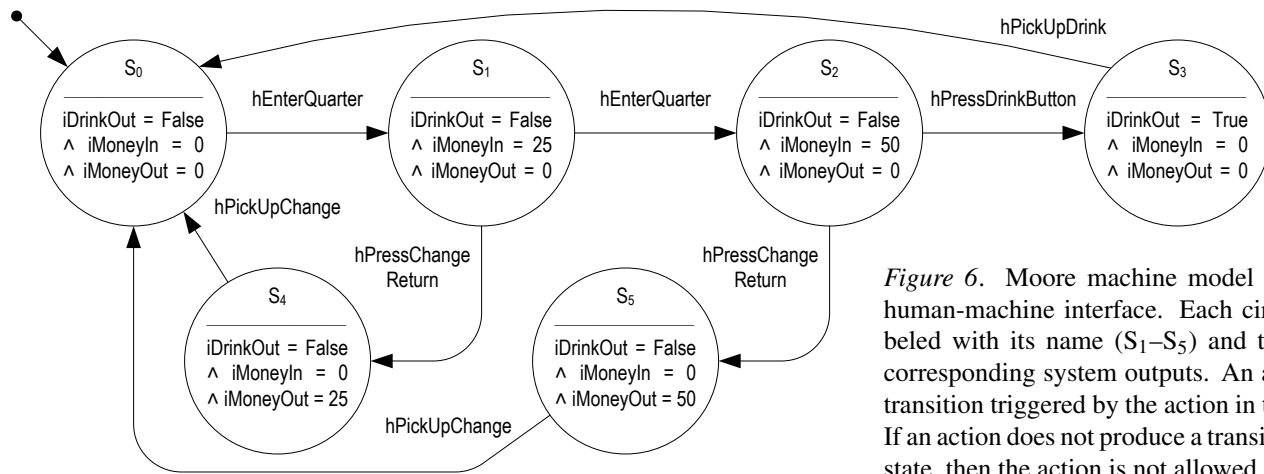 hPickUpDrink
S₀
iDrinkOut = False
∧ iMoneyIn = 0
∧ iMoneyOut = 0
hEnterQuarter
S₁
iDrinkOut = False
∧ iMoneyIn = 25
∧ iMoneyOut = 0
hEnterQuarter
S₂
iDrinkOut = False
∧ iMoneyIn = 50
∧ iMoneyOut = 0
hPressDrinkButton
S₃
iDrinkOut = True
∧ iMoneyIn = 0
∧ iMoneyOut = 0
hPickUpChange
hPressChange
Return
hPressChange
Return
S₄
iDrinkOut = False
∧ iMoneyIn = 0
∧ iMoneyOut = 25
S₅
iDrinkOut = False
∧ iMoneyIn = 0
∧ iMoneyOut = 50
hPickUpChange
Figure 6. Moore machine model
human-machine interface. Each cir
beled with its name (S₁–S₅) and t
corresponding system outputs. An a
transition triggered by the action in t
If an action does not produce a transi
state, then the action is not allowed